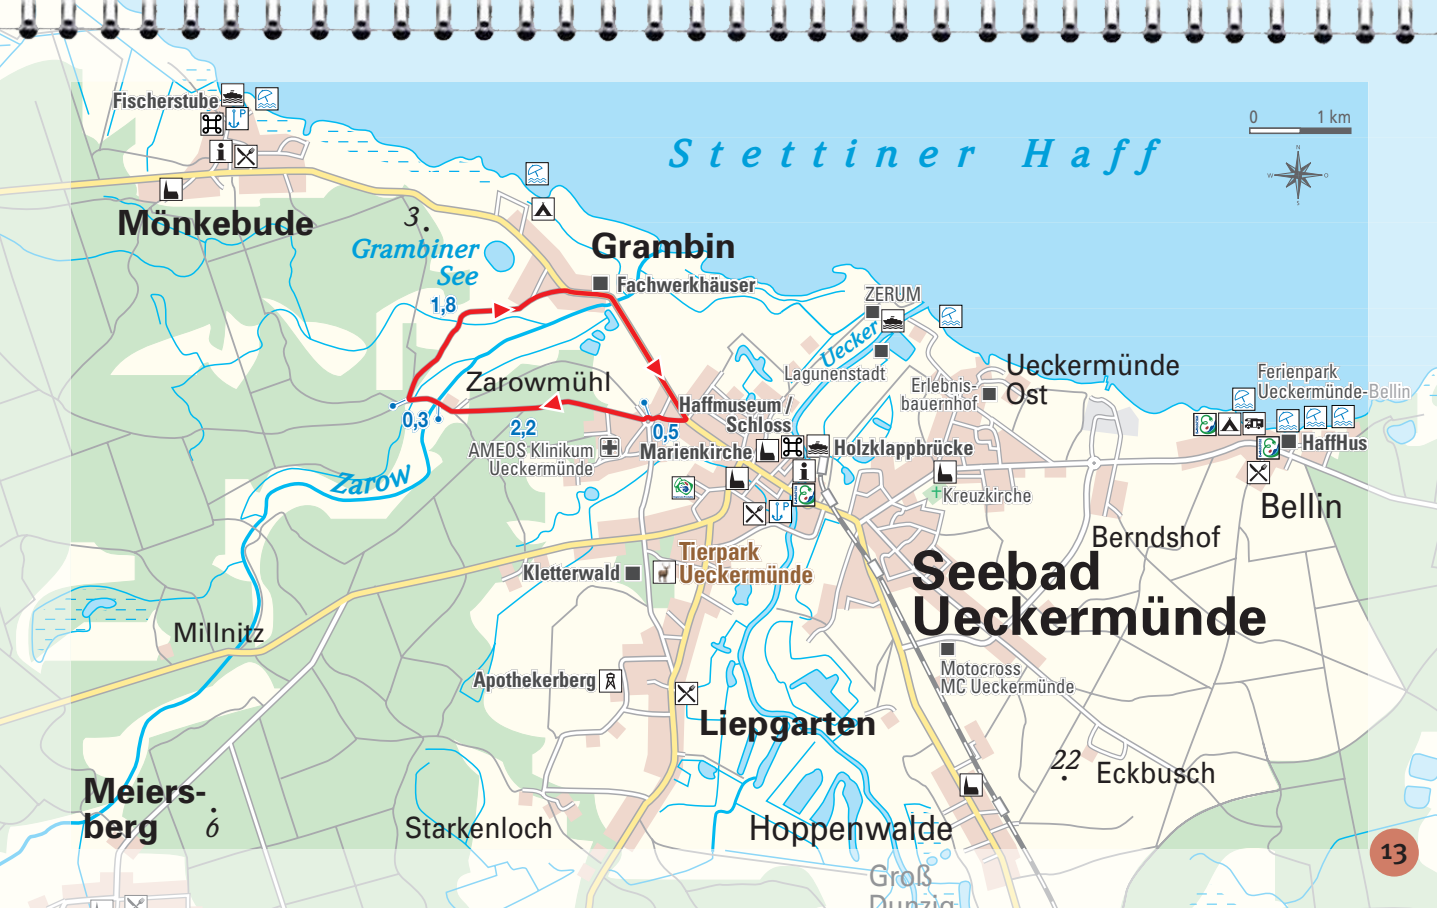 Fischerstube
P
i
Mönkebude
Stettiner Haff
0 1 km
N
W O
S
3
Grambiner
See
Grambin
Fachwerkhäuser
1,8
ZERUM
Uecker
Lagunenstadt
Ueckermünde
Ost
Erlebnis-
bauernhof
Ferienpark
Ueckermünde-Bellin
HaffHus
Bellin
Zarowmühl
0,3
2,2
0,5
Haffmuseum /
Schloss
Marienkirche
Holzklappbrücke
i
P
AMEOS Klinikum
Ueckermünde
Kreuzkirche
Zarow
Berndshof
Tierpark
Ueckermünde
Kletterwald
Seebad
Ueckermünde
Millnitz
Motocross
MC Ueckermünde
Apothekerberg
Liepgarten
22
Eckbusch
Meiers-
berg
6
Starkenloch
Hoppenwalde
13
Groß
Dunzig